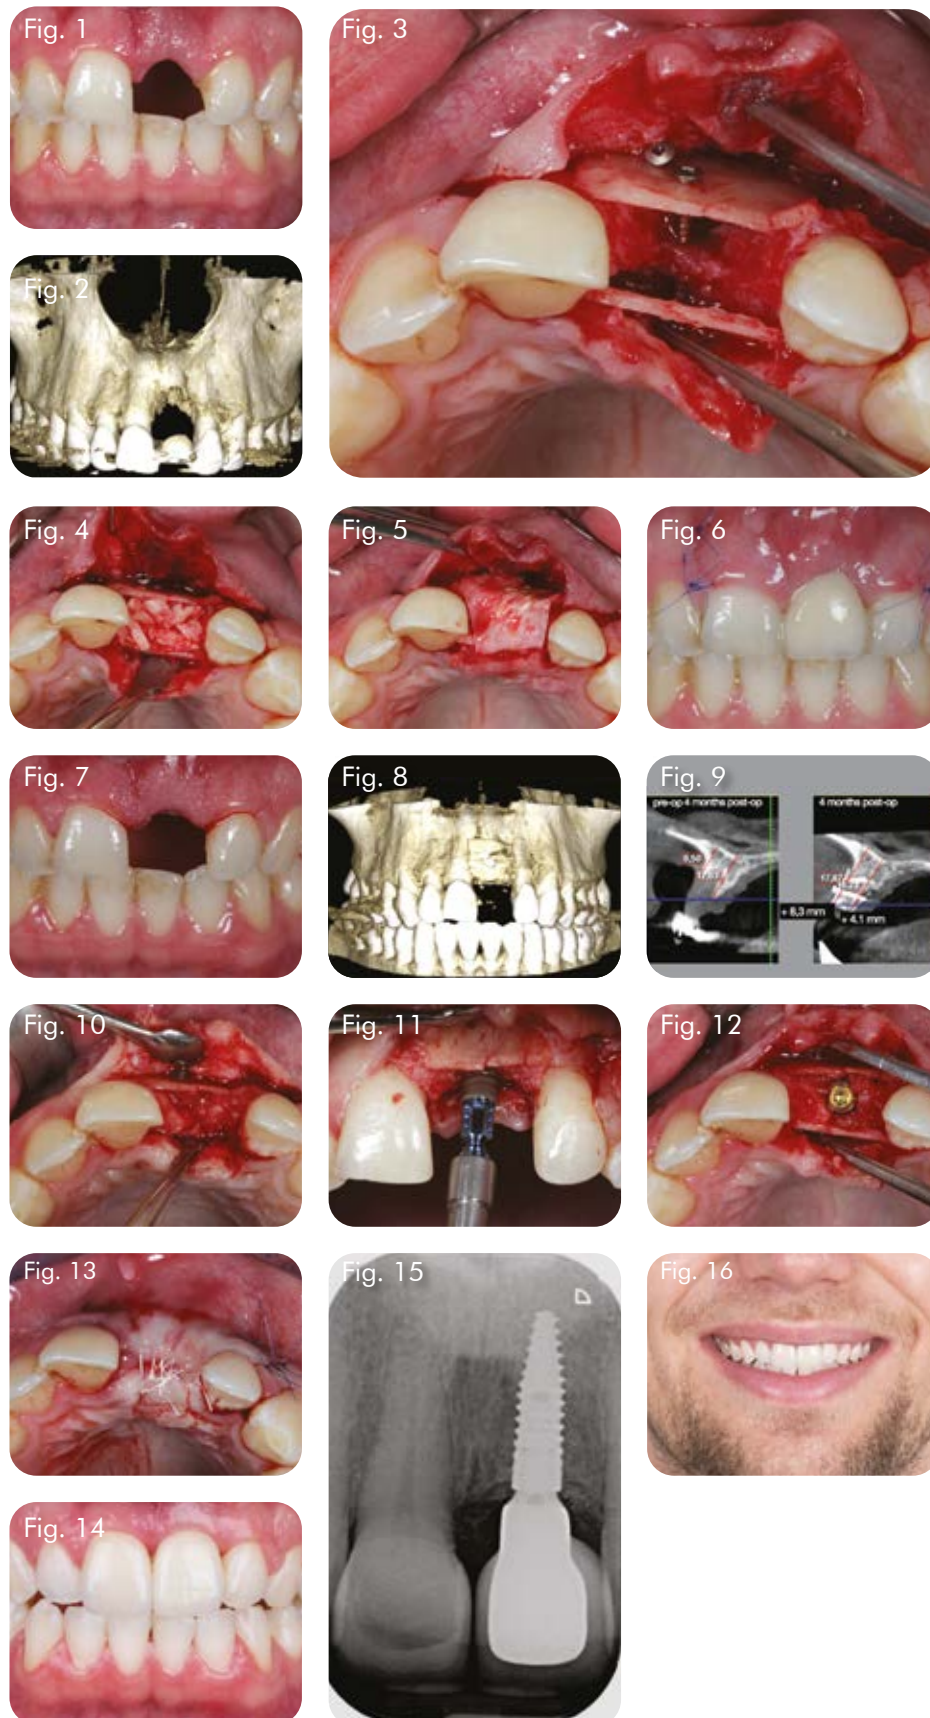 Fig. 1
Fig. 3
Fig. 2
Fig. 4
Fig. 5
Fig. 6
Fig. 7
Fig. 8
Fig. 9
pre-op 4 months post-op
4 months post-op
+ 8,3 mm
+ 4.1 mm
Fig. 10
Fig. 11
Fig. 12
Fig. 13
Fig. 15
Fig. 16
Fig. 14